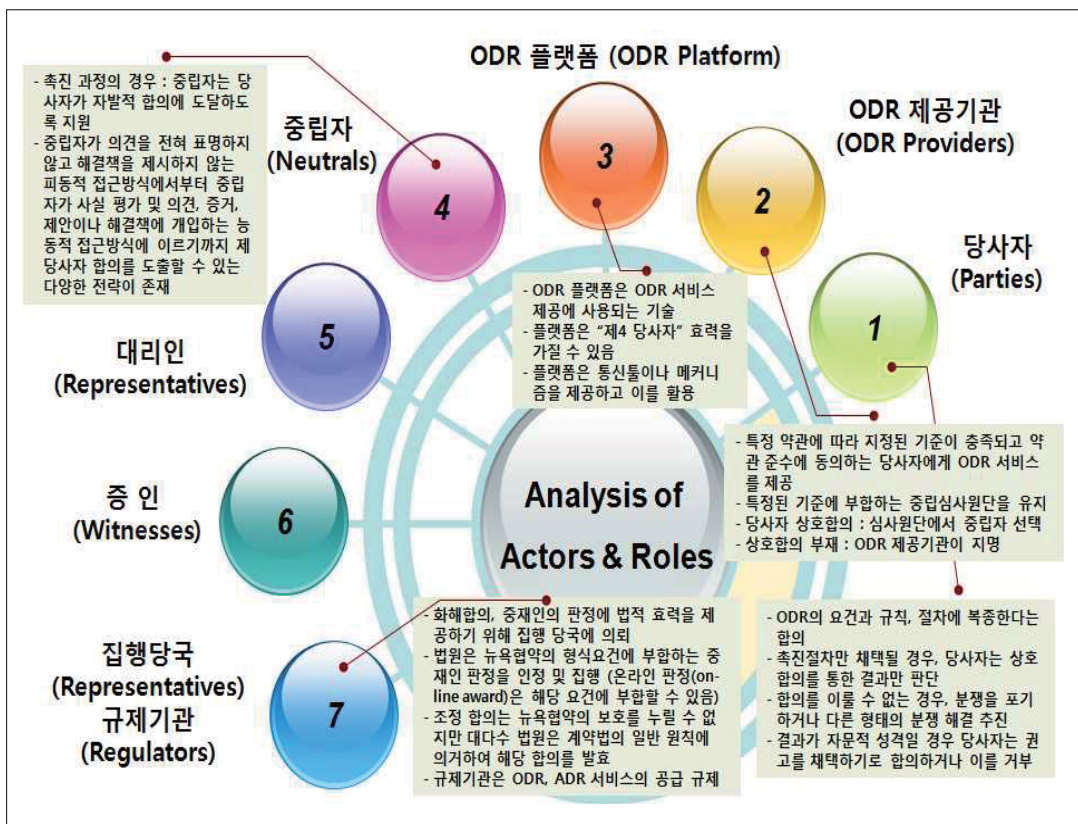 ODR 플랫폼 (ODR Platform)
3
ODR 제공기관
(ODR Providers)
2
당사자
(Parties)
1
중립자
(Neutrals)
4
- 촉진 과정의 경우 : 중립자는 당
사자가 자발적 합의에 도달하도
록 지원
- 중립자가 의견을 전혀 표명하지
않고 해결책을 제시하지 않는
피동적 접근방식에서부터 중립
자가 사실 평가 및 의견, 증거,
제안이나 해결책에 개입하는 능
동적 접근방식에 이르기까지 제
당사자 합의를 도출할 수 있는
다양한 전략이 존재
- ODR 플랫폼은 ODR 서비스
제공에 사용되는 기술
- 플랫폼은 “제4 당사자” 효력을
가질 수 있음
- 플랫폼은 통신툴이나 메커니
즘을 제공하고 이를 활용
대리인
(Representatives)
5
- 특정 약관에 따라 지정된 기준이 충족되고 약
관 준수에 동의하는 당사자에게 ODR 서비스
를 제공
- 특정된 기준에 부합하는 중립심사원단을 유지
- 당사자 상호합의 : 심사원단에서 중립자 선택
- 상호합의 부재 : ODR 제공기관이 지명
Analysis of
Actors & Roles
증 인
(Witnesses)
6
집행당국
규제기관
(Regulators)
7
- 화해합의, 중재인의 판정에 법적 효력을 제
공하기 위해 집행 당국에 의뢰
- 법원은 뉴욕협약의 형식요건에 부합하는 중
재인 판정을 인정 및 집행 (온라인 판정(on-
line award)은 해당 요건에 부합할 수 있음)
- 조정 합의는 뉴욕협약의 보호를 누릴 수 없
지만 대다수 법원은 계약법의 일반 원칙에
의거하여 해당 합의를 발효
- 규제기관은 ODR, ADR 서비스의 공급 규제
- ODR의 요건과 규칙, 절차에 복종한다는
합의
- 촉진절차만 채택될 경우, 당사자는 상호
합의를 통한 결과만 판단
- 합의를 이룰 수 없는 경우, 분쟁을 포기
하거나 다른 형태의 분쟁 해결 추진
- 결과가 자문적 성격일 경우 당사자는 권
고를 채택하기로 합의하거나 이를 거부